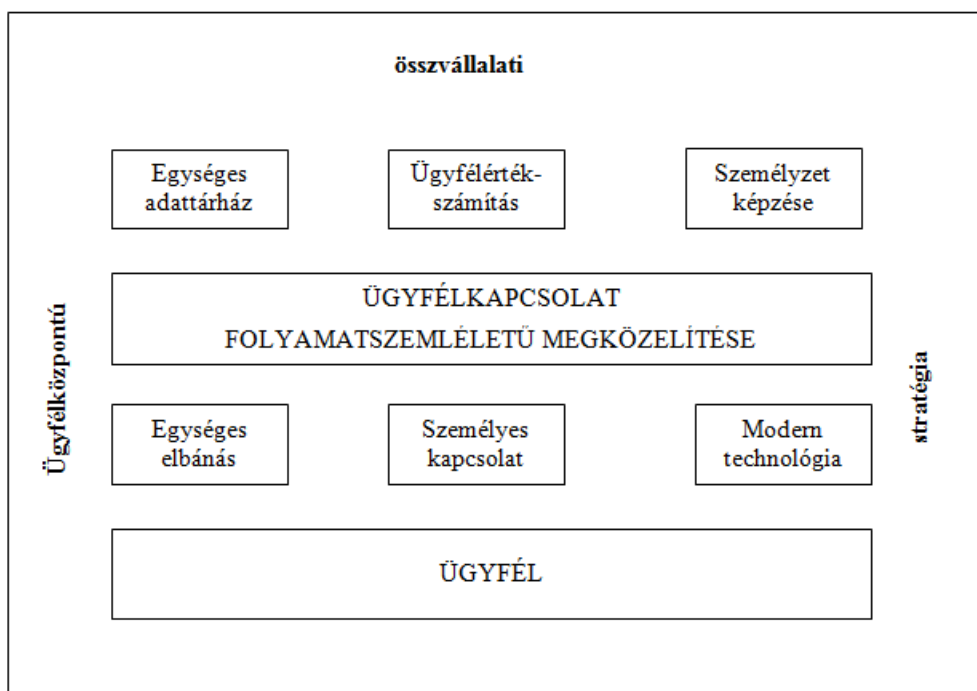 összvállalati
Egységes
adattárház
Ügyfélérték-
számítás
Személyzet
képzése
ÜGYFÉLKAPCSOLAT
FOLYAMATSZEMLÉLETŰ MEGKÖZELÍTÉSE
Ügyfélközpontú
stratégia
Egységes
elbánás
Személyes
kapcsolat
Modern
technológia
ÜGYFÉL